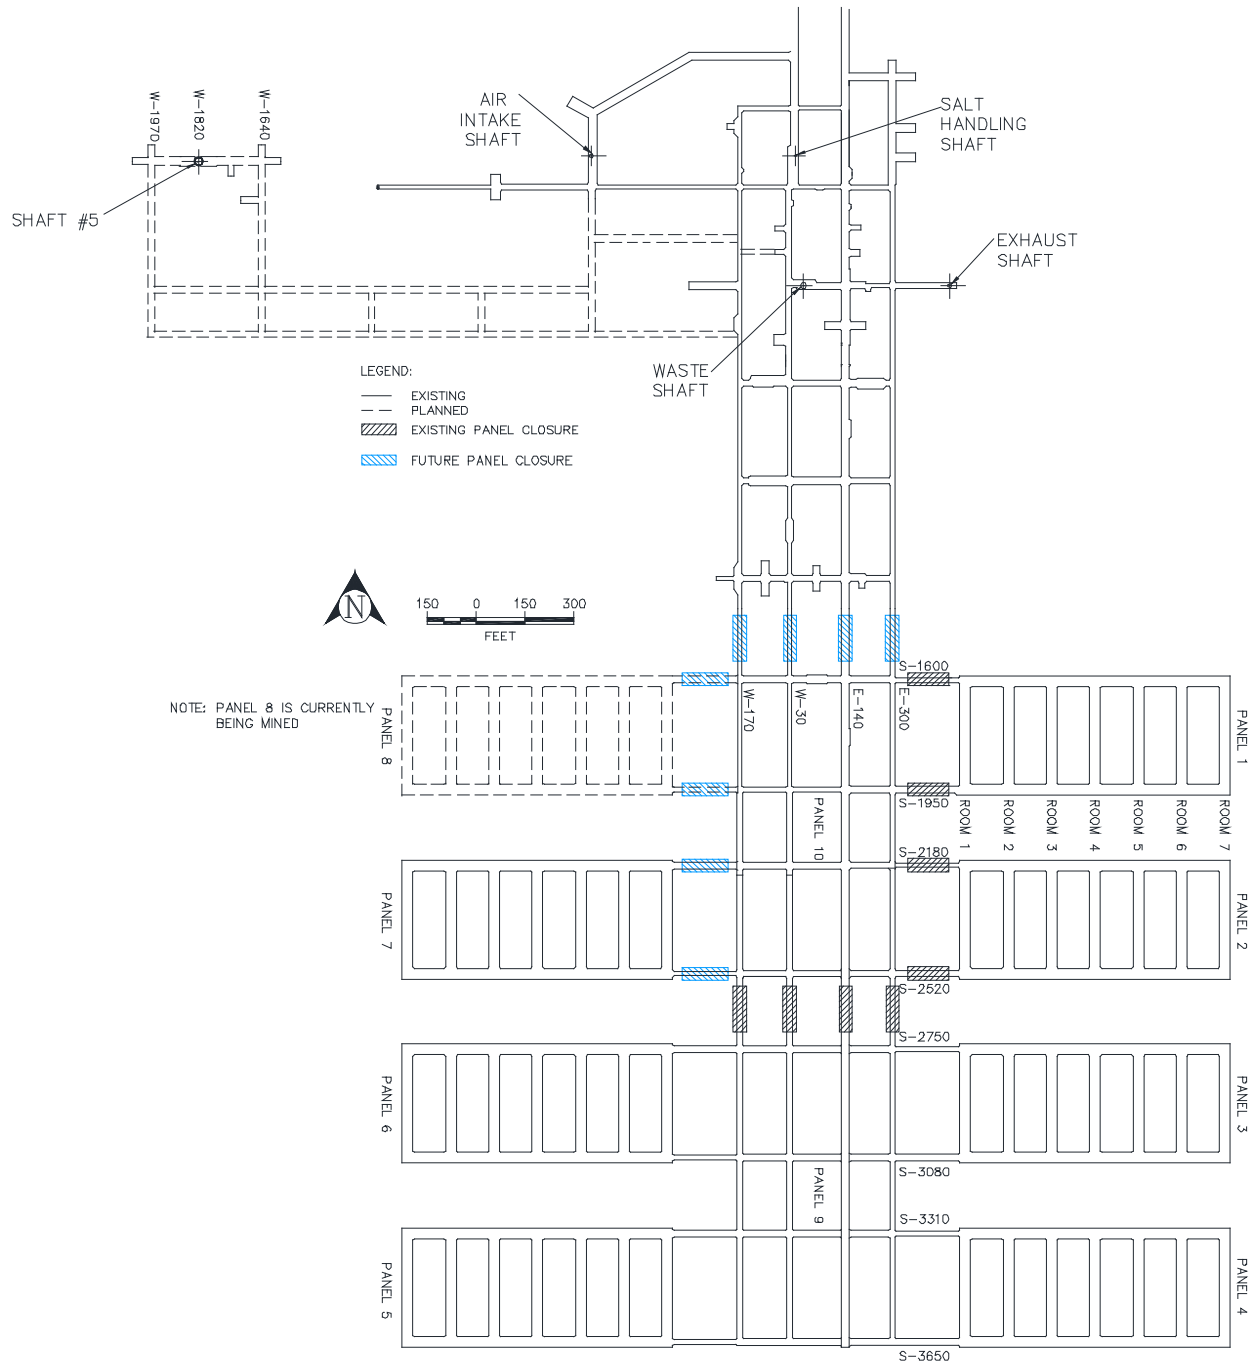 W-1970
W-1820
W-1640
AIR
INTAKE
SHAFT
SALT
HANDLING
SHAFT
SHAFT #5
EXHAUST
SHAFT
WASTE
SHAFT
LEGEND:
EXISTING
PLANNED
EXISTING PANEL CLOSURE
FUTURE PANEL CLOSURE
N
150 0 150 300
FEET
S-1600
NOTE: PANEL 8 IS CURRENTLY
BEING MINED
PANEL 8
W-170
W-30
E-140
E-300
PANEL 1
S-1950
PANEL 10
ROOM 1
ROOM 2
ROOM 3
ROOM 4
ROOM 5
ROOM 6
ROOM 7
S-2180
PANEL 7
PANEL 2
S-2520
S-2750
PANEL 6
PANEL 3
S-3080
PANEL 9
S-3310
PANEL 5
PANEL 4
S-3650